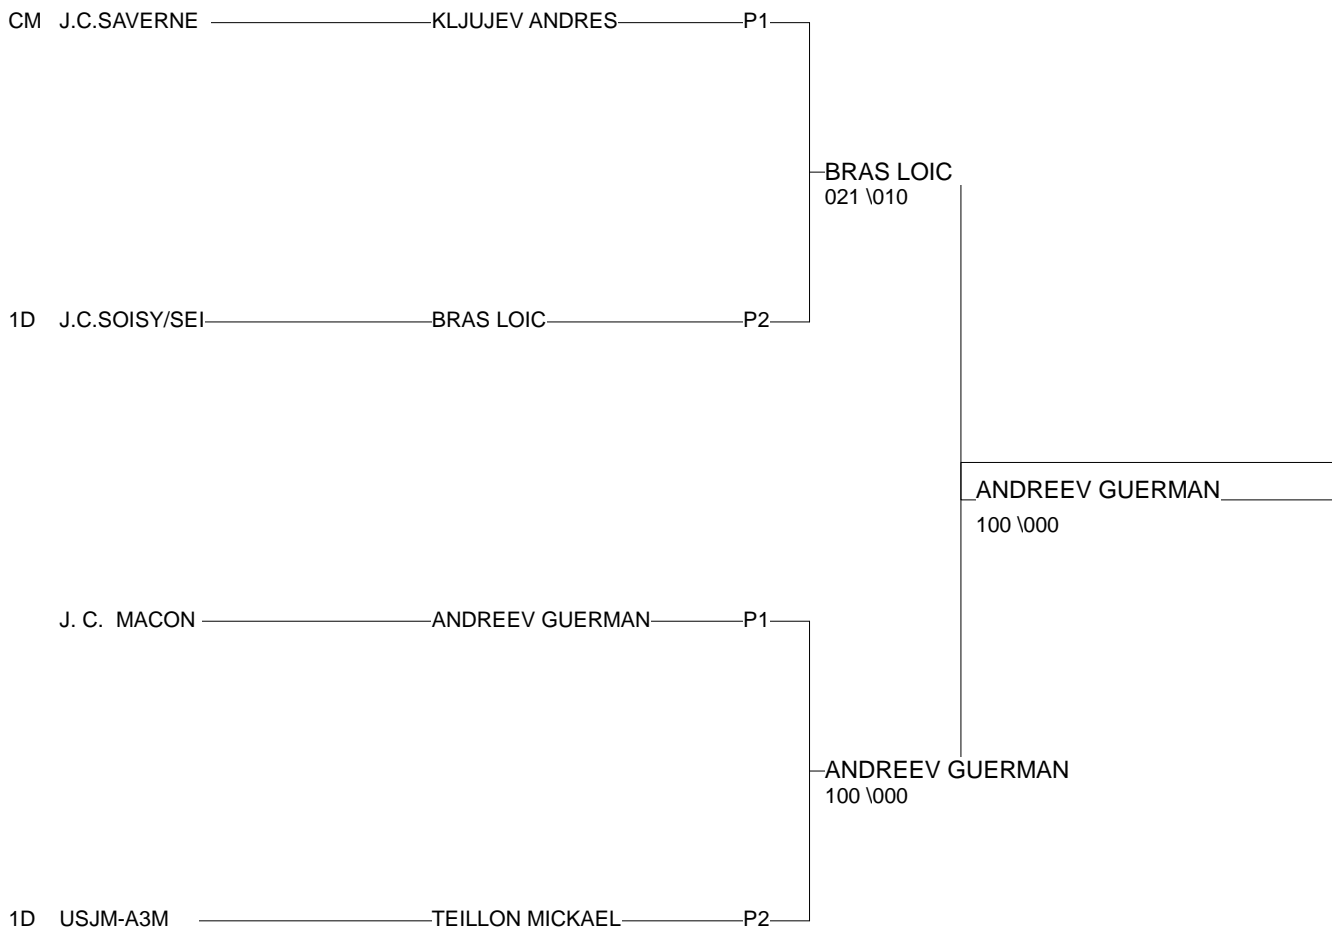 CM J.C.SAVERNE KLJUJEV ANDRES P1
BRAS LOIC
021 \010
1D J.C.SOISY/SEI BRAS LOIC P2
ANDREEV GUERMAN
100 \000
J. C. MACON ANDREEV GUERMAN P1
ANDREEV GUERMAN
100 \000
1D USJM-A3M TEILLON MICKAEL P2